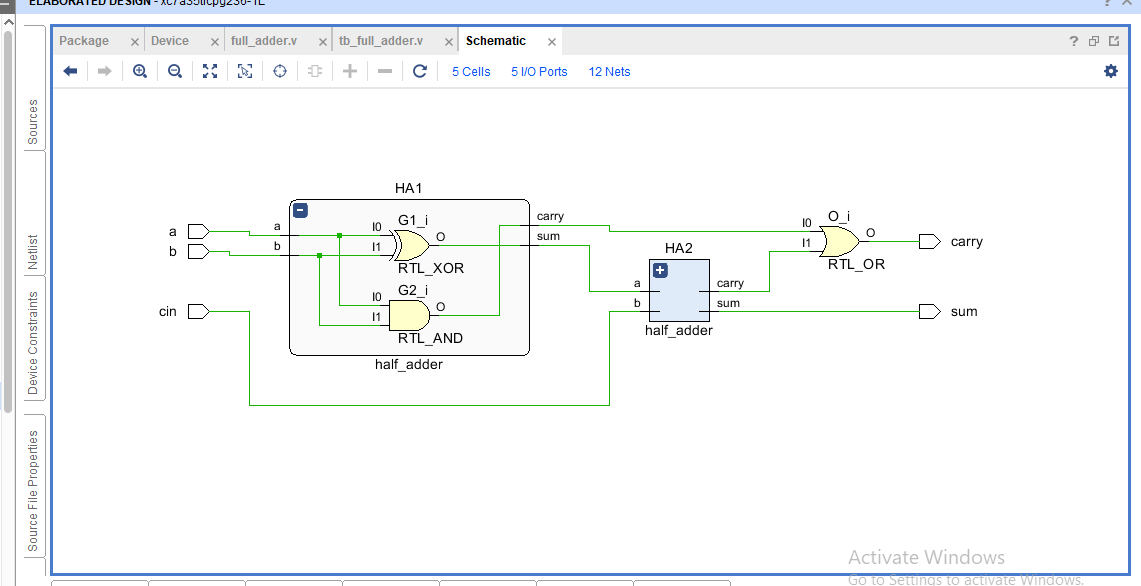 ELABORATED DESIGN - xc7a35ticpg236-1L
Package
Device
full_adder.v
tb_full_adder.v
Schematic
5 Cells
5 I/O Ports
12 Nets
Sources
Netlist
Device Constraints
Source File Properties
HA1
a
b
cin
a
b
I0
I1
G1_i
O
RTL_XOR
I0
I1
G2_i
O
RTL_AND
half_adder
carry
sum
HA2
a
b
carry
sum
half_adder
I0
I1
O_i
O
RTL_OR
carry
sum
Activate Windows
Go to Settings to activate Windows.